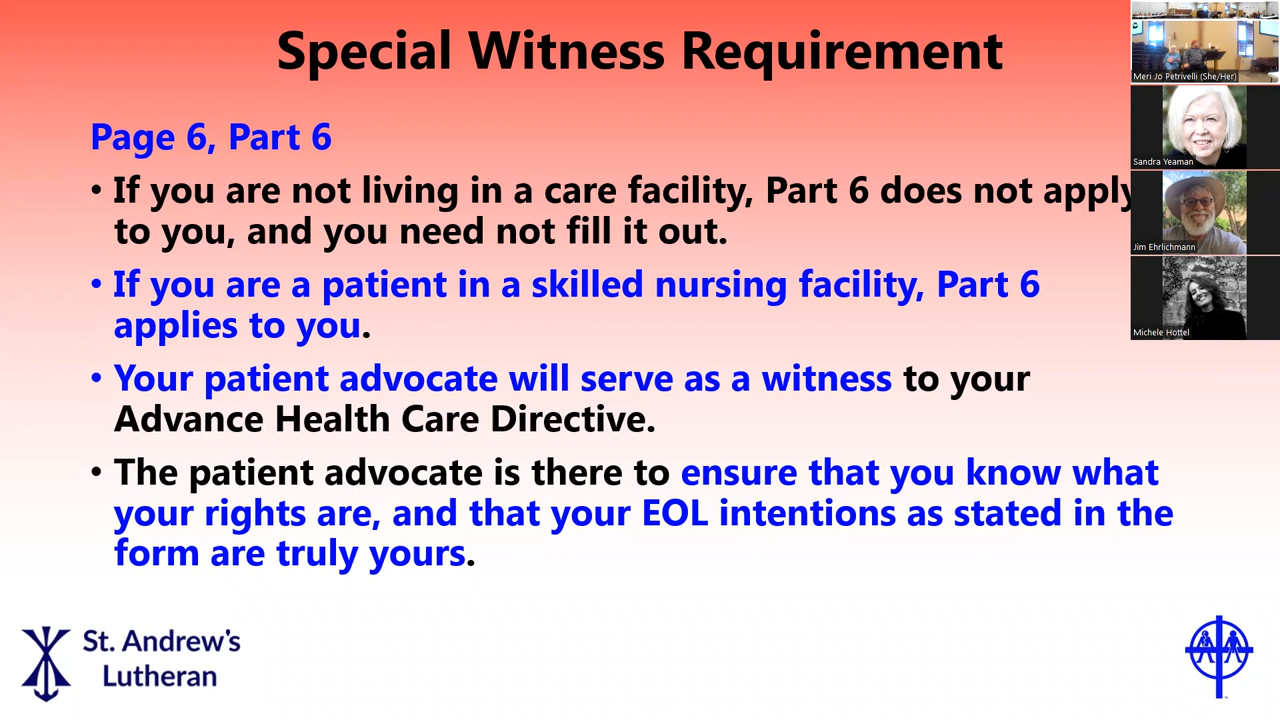 Special Witness Requirement
Page 6, Part 6
• If you are not living in a care facility, Part 6 does not apply
to you, and you need not fill it out.
• If you are a patient in a skilled nursing facility, Part 6
applies to you.
• Your patient advocate will serve as a witness to your
Advance Health Care Directive.
• The patient advocate is there to ensure that you know what
your rights are, and that your EOL intentions as stated in the
form are truly yours.
St. Andrew's
Lutheran
Meri Jo Petrivelli (She/Her)
Sandra Yeaman
Jim Ehrlichmann
Michele Hottel